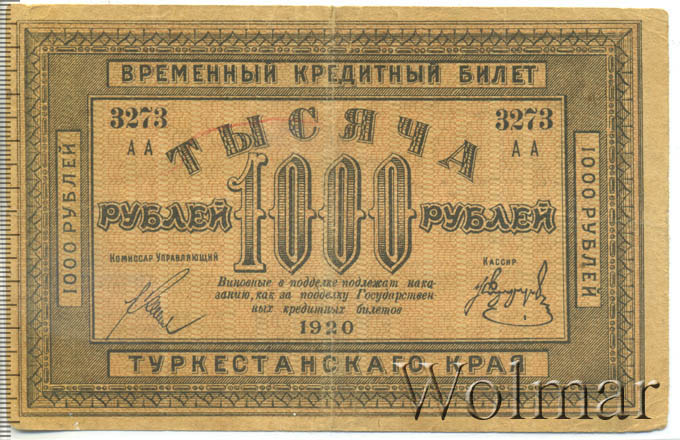 ВРЕМЕННЫЙ КРЕДИТНЫЙ БИЛЕТ
3273 3273
АА АА
ТЫСЯЧА
РУБЛЕЙ 1000 РУБЛЕЙ
1000 РУБЛЕЙ
1000 РУБЛЕЙ
КОМИССАР УПРАВЛЯЮЩИЙ
КАССИР
Виновные в подделке подлежат нака-
занию, как за подделку Государствен-
ных кредитных билетов
1920
ТУРКЕСТАНСКАГО КРАЯ
Wolmar